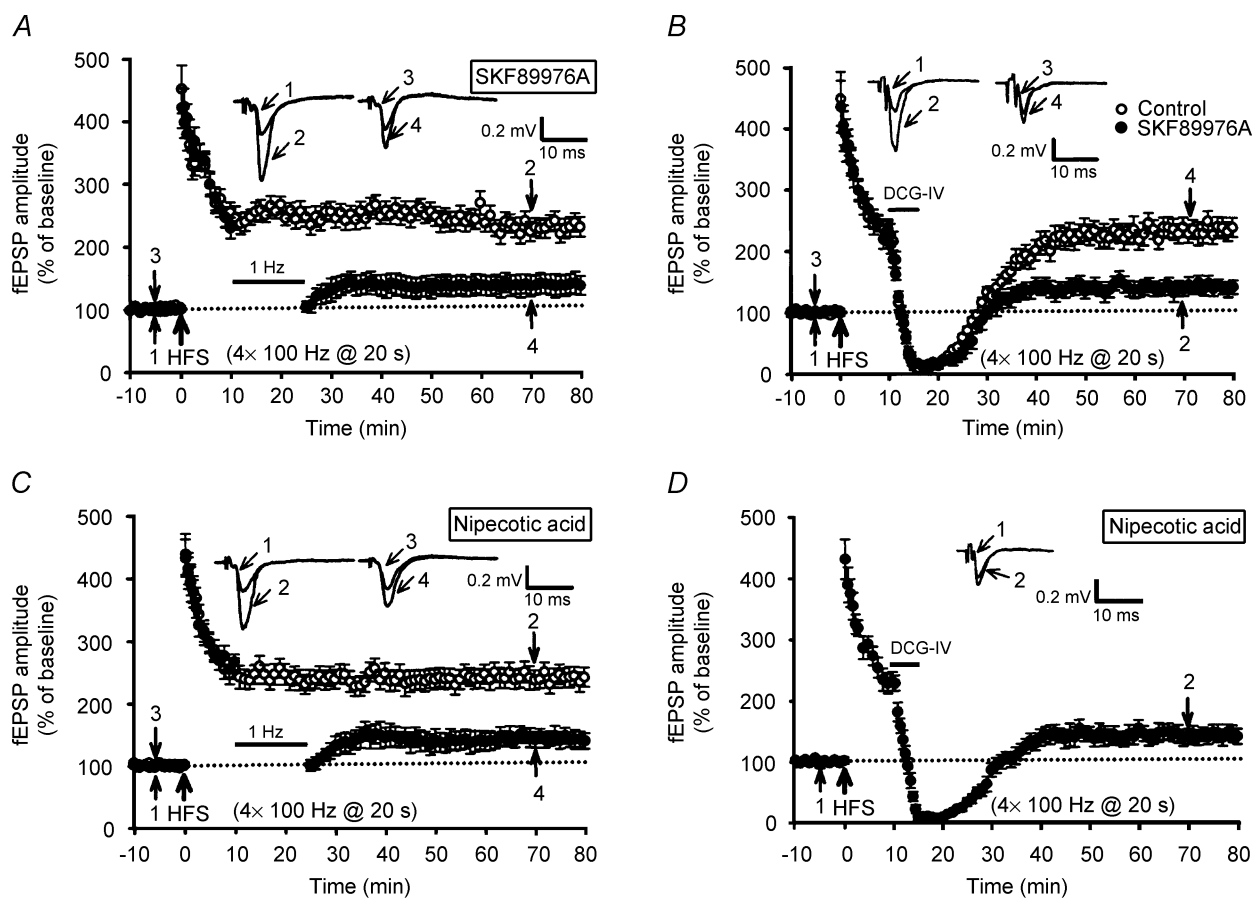 A
500
400
300
200
100
0
fEPSP amplitude
(% of baseline)
SKF89976A
1
2
3
4
0.2 mV
10 ms
2
1 Hz
3
1
HFS
(4× 100 Hz @ 20 s)
4
-10 0 10 20 30 40 50 60 70 80
Time (min)
B
500
400
300
200
100
0
fEPSP amplitude
(% of baseline)
1
2
3
4
0.2 mV
10 ms
Control
SKF89976A
DCG-IV
4
3
1
HFS
(4× 100 Hz @ 20 s)
2
-10 0 10 20 30 40 50 60 70 80
Time (min)
C
500
400
300
200
100
0
fEPSP amplitude
(% of baseline)
Nipecotic acid
1
2
3
4
0.2 mV
10 ms
2
1 Hz
3
1
HFS
(4× 100 Hz @ 20 s)
4
-10 0 10 20 30 40 50 60 70 80
Time (min)
D
500
400
300
200
100
0
fEPSP amplitude
(% of baseline)
Nipecotic acid
1
2
0.2 mV
10 ms
DCG-IV
2
1
HFS
(4× 100 Hz @ 20 s)
-10 0 10 20 30 40 50 60 70 80
Time (min)